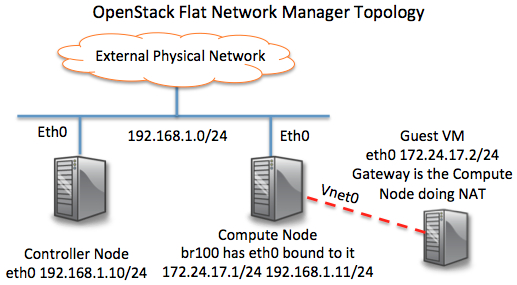 OpenStack Flat Network Manager Topology
External Physical Network
Eth0
192.168.1.0/24
Eth0
Guest VM
eth0 172.24.17.2/24
Gateway is the Compute
Node doing NAT
Vnet0
Controller Node
eth0 192.168.1.10/24
Compute Node
br100 has eth0 bound to it
172.24.17.1/24 192.168.1.11/24